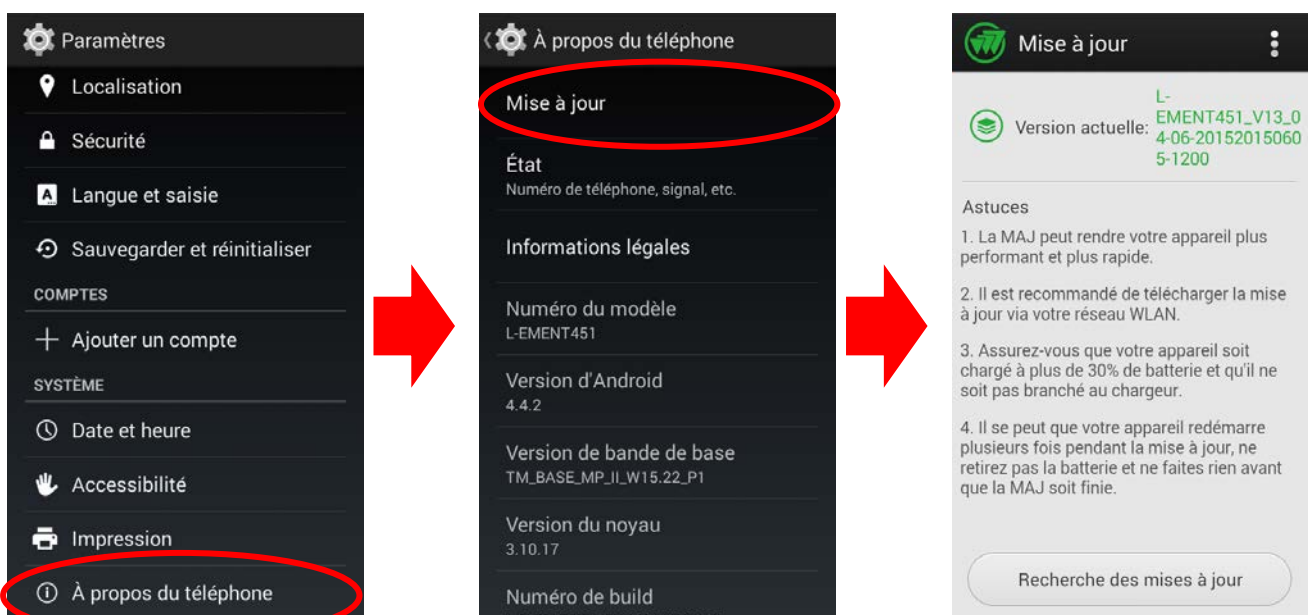 Paramètres
Localisation
Sécurité
A
Langue et saisie
Sauvegarder et réinitialiser
COMPTES
Ajouter un compte
SYSTÈME
Date et heure
Accessibilité
Impression
À propos du téléphone
À propos du téléphone
Mise à jour
État
Numéro de téléphone, signal, etc.
Informations légales
Numéro du modèle
L-EMENT451
Version d'Android
4.4.2
Version de bande de base
TM_BASE_MP_II_W15.22_P1
Version du noyau
3.10.17
Numéro de build
Mise à jour
Version actuelle:
L-
EMENT451_V13_0
4-06-20152015060
5-1200
Astuces
1. La MAJ peut rendre votre appareil plus
performant et plus rapide.
2. Il est recommandé de télécharger la mise
à jour via votre réseau WLAN.
3. Assurez-vous que votre appareil soit
chargé à plus de 30% de batterie et qu'il ne
soit pas branché au chargeur.
4. Il se peut que votre appareil redémarre
plusieurs fois pendant la mise à jour, ne
retirez pas la batterie et ne faites rien avant
que la MAJ soit finie.
Recherche des mises à jour